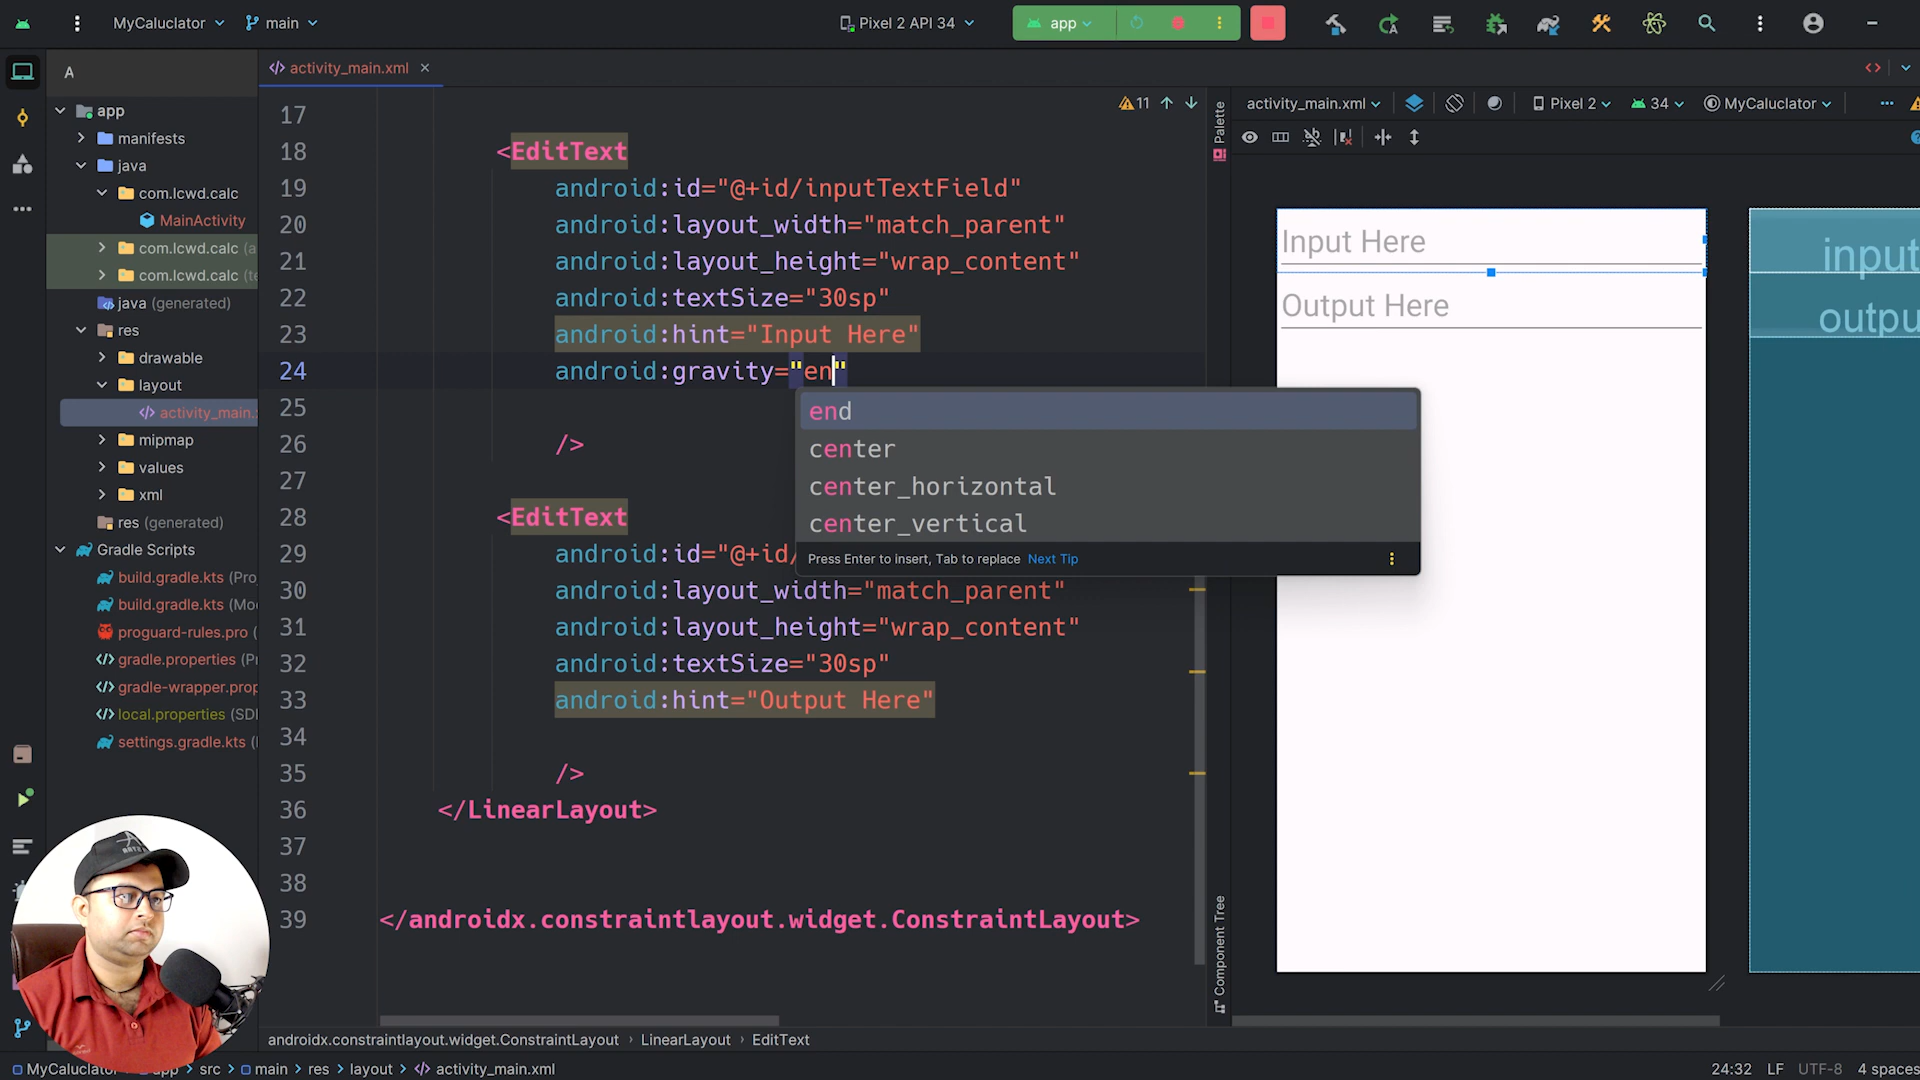 MyCaluclator
main
Pixel 2 API 34
app
A
activity_main.xml
app
manifests
java
com.lcwd.calc
MainActivity
com.lcwd.calc (a
com.lcwd.calc (te
java (generated)
res
drawable
layout
activity_main.
mipmap
values
xml
res (generated)
Gradle Scripts
build.gradle.kts (Pro
build.gradle.kts (Mo
proguard-rules.pro (
gradle.properties (P
gradle-wrapper.prop
local.properties (SD
settings.gradle.kts (
11
17
18 <EditText
19 android:id="@+id/inputTextField"
20 android:layout_width="match_parent"
21 android:layout_height="wrap_content"
22 android:textSize="30sp"
23 android:hint="Input Here"
24 android:gravity="en"
25
26 />
27
28 <EditText
29 android:id="@+id/
30 android:layout_width="match_parent"
31 android:layout_height="wrap_content"
32 android:textSize="30sp"
33 android:hint="Output Here"
34
35 />
36 </LinearLayout>
37
38
39 </androidx.constraintlayout.widget.ConstraintLayout>
end
center
center_horizontal
center_vertical
Press Enter to insert, Tab to replace Next Tip
Palette
Component Tree
activity_main.xml
Pixel 2
34
MyCaluclator
Input Here
Output Here
input
outpu
androidx.constraintlayout.widget.ConstraintLayout › LinearLayout › EditText
MyCaluclator › app › src › main › res › layout › activity_main.xml
24:32 LF UTF-8 4 spaces